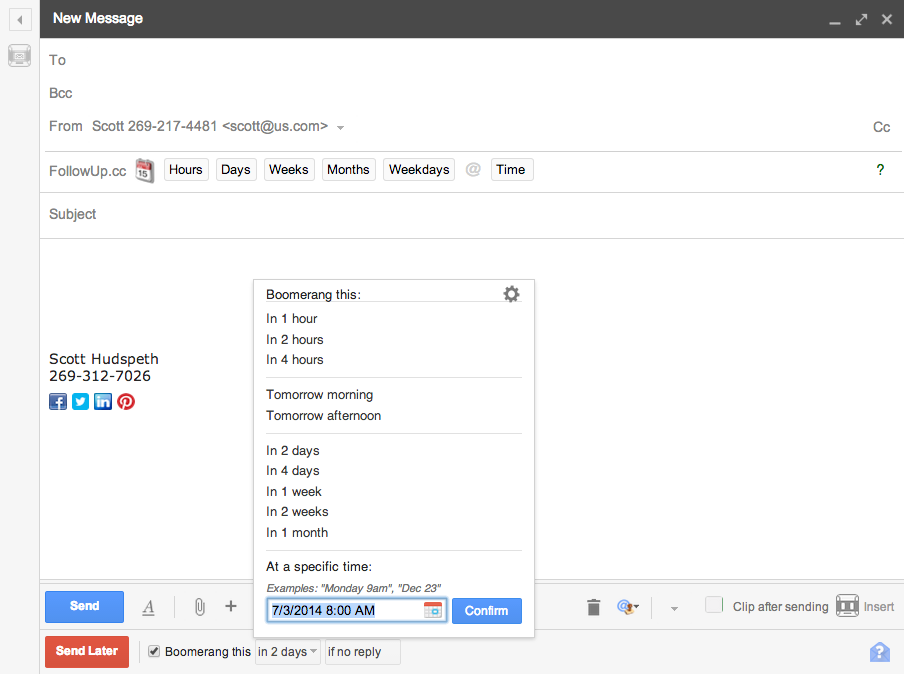 New Message
To
Bcc
From Scott 269-217-4481 <scott@us.com>
Cc
FollowUp.cc 15 Hours Days Weeks Months Weekdays @ Time ?
Subject
Scott Hudspeth
269-312-7026
Boomerang this:
In 1 hour
In 2 hours
In 4 hours
Tomorrow morning
Tomorrow afternoon
In 2 days
In 4 days
In 1 week
In 2 weeks
In 1 month
At a specific time:
Examples: "Monday 9am", "Dec 23"
7/3/2014 8:00 AM Confirm
Send A + Clip after sending Insert
Send Later Boomerang this in 2 days if no reply ?